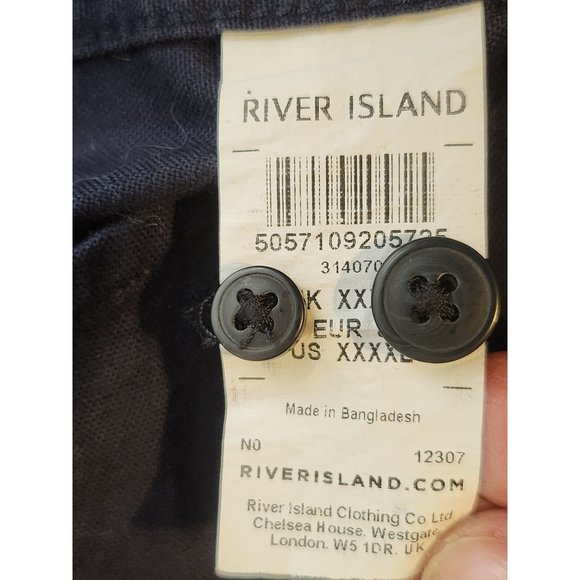 RIVER ISLAND
5057109205725
314070
EUR
US XXXXL
Made in Bangladesh
N0 12307
RIVERISLAND.COM
River Island Clothing Co Ltd
Chelsea House. Westgate
London. W5 1DR. UK